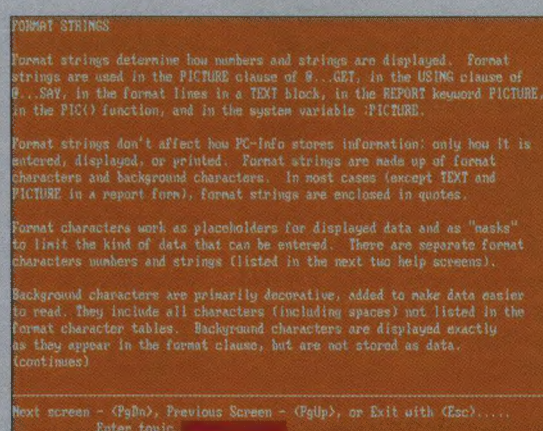 FORMAT STRINGS
Format strings determine how numbers and strings are displayed. Format
strings are used in the PICTURE clause of @...GET, in the USING clause of
@...SAY, in the format lines in a TEXT block, in the REPORT keyword PICTURE,
in the PIC() function, and in the system variable :PICTURE.
Format strings don't affect how PC-Info stores information; only how it is
entered, displayed, or printed. Format strings are made up of format
characters and background characters. In most cases (except TEXT and
PICTURE in a report form), format strings are enclosed in quotes.
Format characters work as placeholders for displayed data and as "masks"
to limit the kind of data that can be entered. There are separate format
characters numbers and strings (listed in the next two help screens).
Background characters are primarily decorative, added to make data easier
to read. They include all characters (including spaces) not listed in the
format character tables. Background characters are displayed exactly
as they appear in the format clause, but are not stored as data.
(continues)
Next screen - <PgDn>, Previous Screen - <PgUp>, or Exit with <Esc>.....
Enter topic